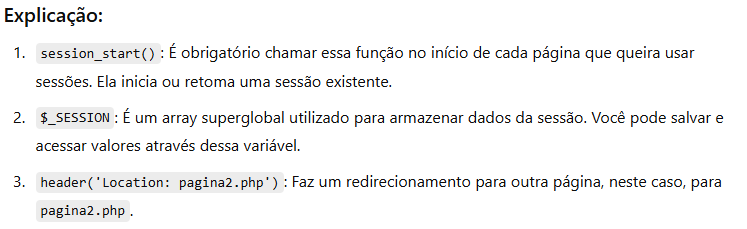 Explicação:
1. session_start(): É obrigatório chamar essa função no início de cada página que queira usar
sessões. Ela inicia ou retoma uma sessão existente.
2. $_SESSION: É um array superglobal utilizado para armazenar dados da sessão. Você pode salvar e
acessar valores através dessa variável.
3. header('Location: pagina2.php'): Faz um redirecionamento para outra página, neste caso, para
pagina2.php.